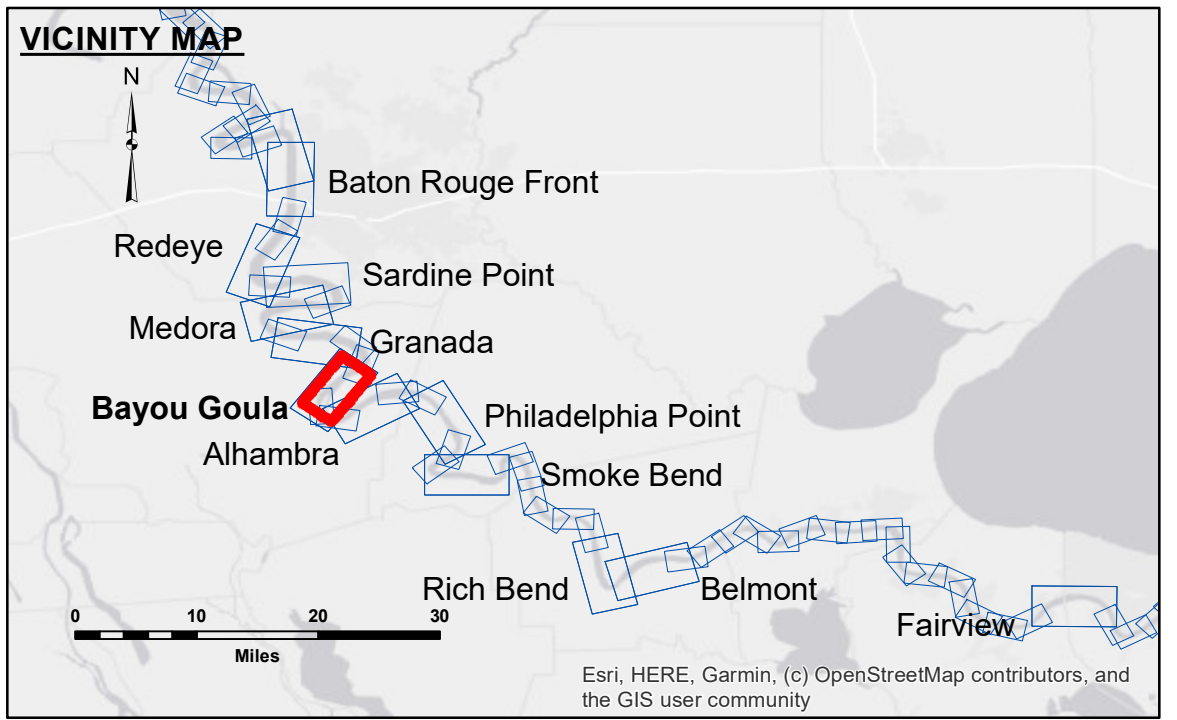 VICINITY MAP
N
Baton Rouge Front
Redeye
Sardine Point
Medora
Granada
Bayou Goula
Philadelphia Point
Alhambra
Smoke Bend
Rich Bend
Belmont
Fairview
0 10 20 30
Miles
Esri, HERE, Garmin, (c) OpenStreetMap contributors, and
the GIS user community